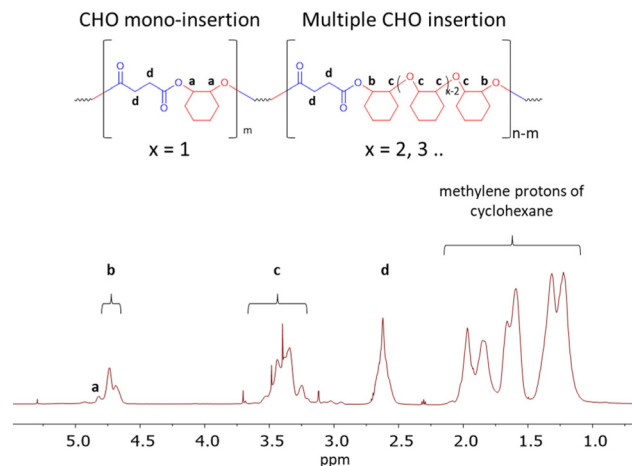 CHO mono-insertion Multiple CHO insertion
O d O a a O O d O b c O c c O c b O
d O m d O x-2 n-m
x = 1 x = 2, 3 ..
methylene protons of
cyclohexane
b c d
a
5.0 4.5 4.0 3.5 3.0 2.5 2.0 1.5 1.0
ppm